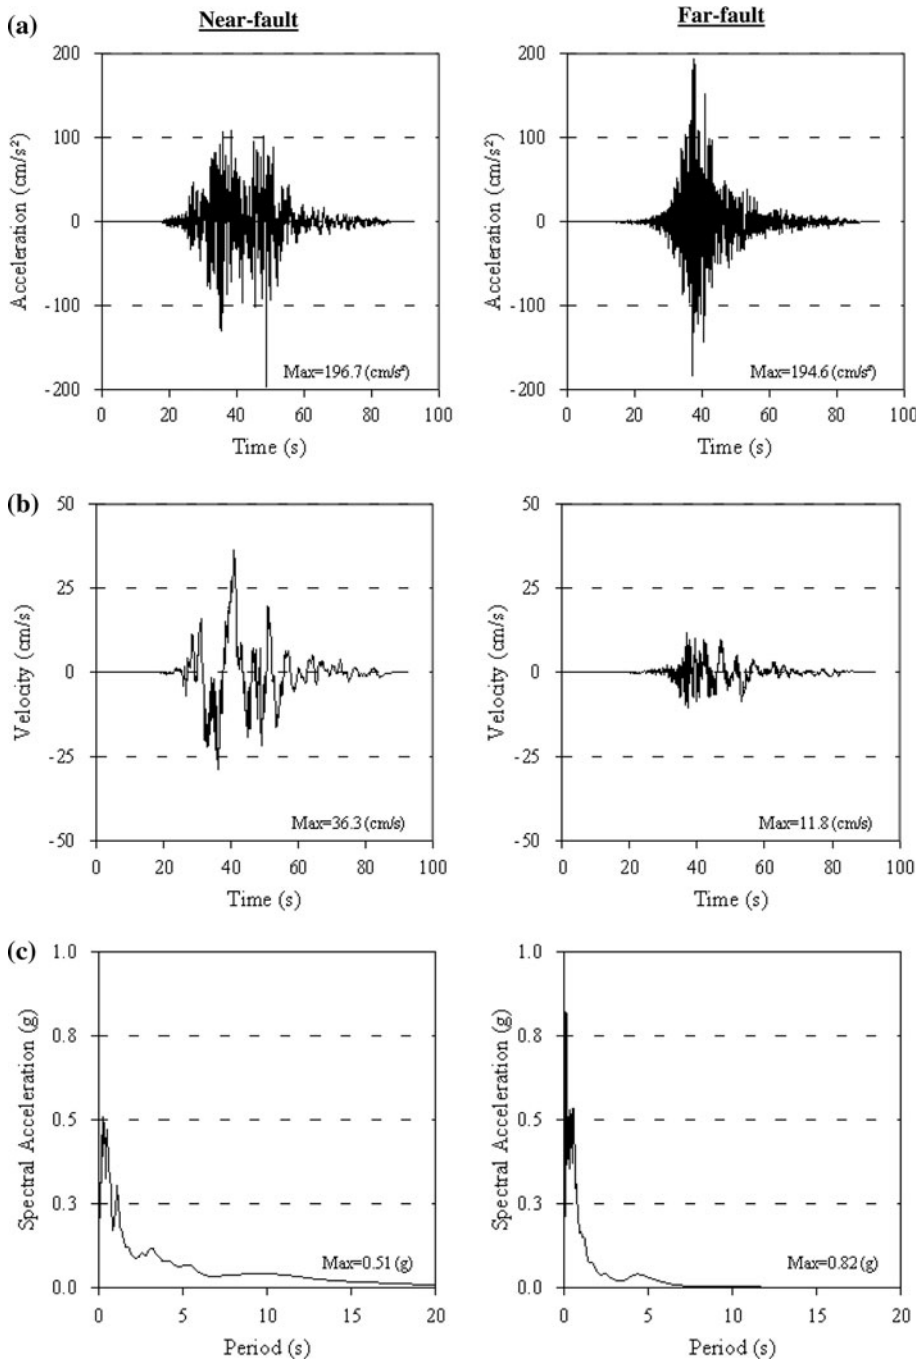 Near-fault
Far-fault
(a)
200
100
0
-100
-200
Acceleration (cm/s²)
Max=196.7 (cm/s²)
0 20 40 60 80 100
Time (s)
200
100
0
-100
-200
Acceleration (cm/s²)
Max=194.6 (cm/s²)
0 20 40 60 80 100
Time (s)
(b)
50
25
0
-25
-50
Velocity (cm/s)
Max=36.3 (cm/s)
0 20 40 60 80 100
Time (s)
50
25
0
-25
-50
Velocity (cm/s)
Max=11.8 (cm/s)
0 20 40 60 80 100
Time (s)
(c)
1.0
0.8
0.5
0.3
0.0
Spectral Acceleration (g)
Max=0.51 (g)
0 5 10 15 20
Period (s)
1.0
0.8
0.5
0.3
0.0
Spectral Acceleration (g)
Max=0.82 (g)
0 5 10 15 20
Period (s)